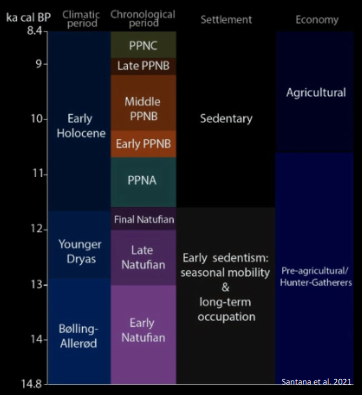 ka cal BP
Climatic
period
Chronological
period
Settlement
Economy
8.4
9
10
11
12
13
14
14.8
Early
Holocene
Younger
Dryas
Bølling-
Allerød
PPNC
Late PPNB
Middle
PPNB
Early PPNB
PPNA
Final Natufian
Late
Natufian
Early
Natufian
Sedentary
Early sedentism:
seasonal mobility
&
long-term
occupation
Agricultural
Pre-agricultural/
Hunter-Gatherers
Santana et al. 2021